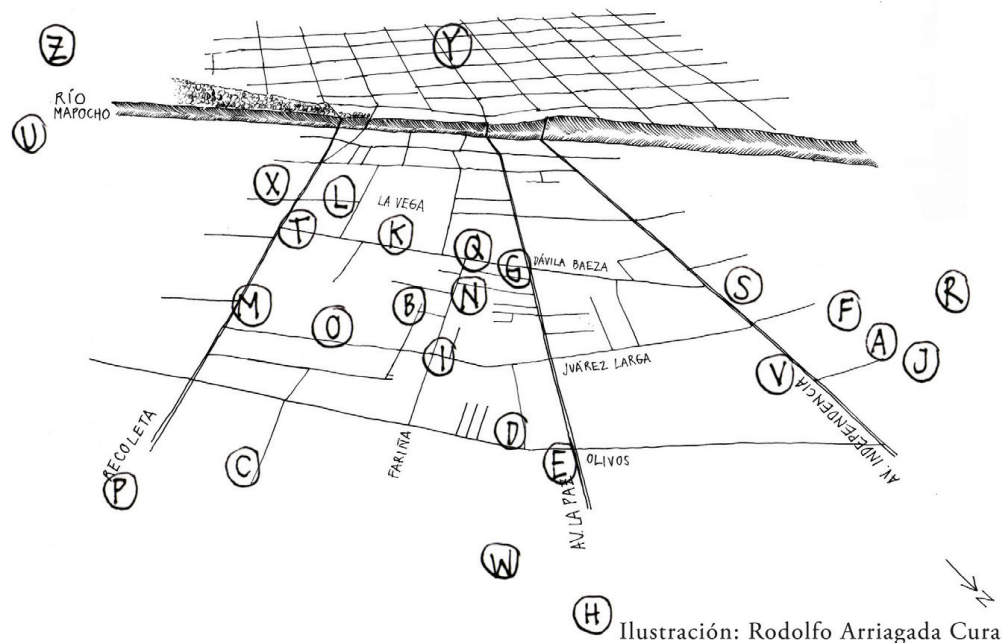 Z
Y
RÍO
MAPOCHO
U
X
L
LA VEGA
T
K
Q
G
DÁVILA BAEZA
M
O
B
N
S
F
R
I
A
J
JUÁREZ LARGA
V
AV. INDEPENDENCIA
RECOLETA
P
C
FARIÑA
D
E
OLIVOS
AV. LA PAZ
W
H
N
Ilustración: Rodolfo Arriagada Cura